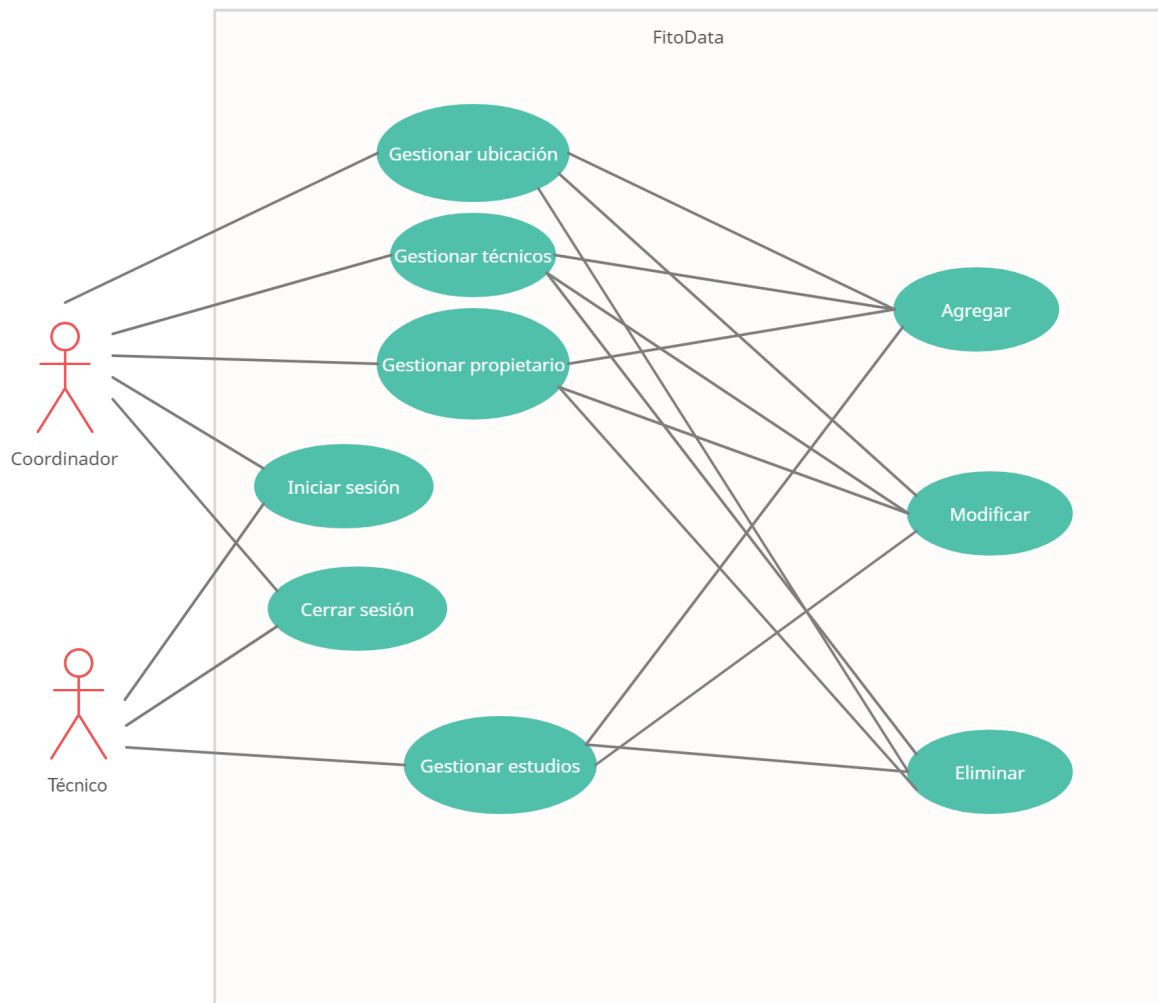 FitoData
Gestionar ubicación
Gestionar técnicos
Agregar
Gestionar propietario
Coordinador
Iniciar sesión
Modificar
Cerrar sesión
Técnico
Gestionar estudios
Eliminar